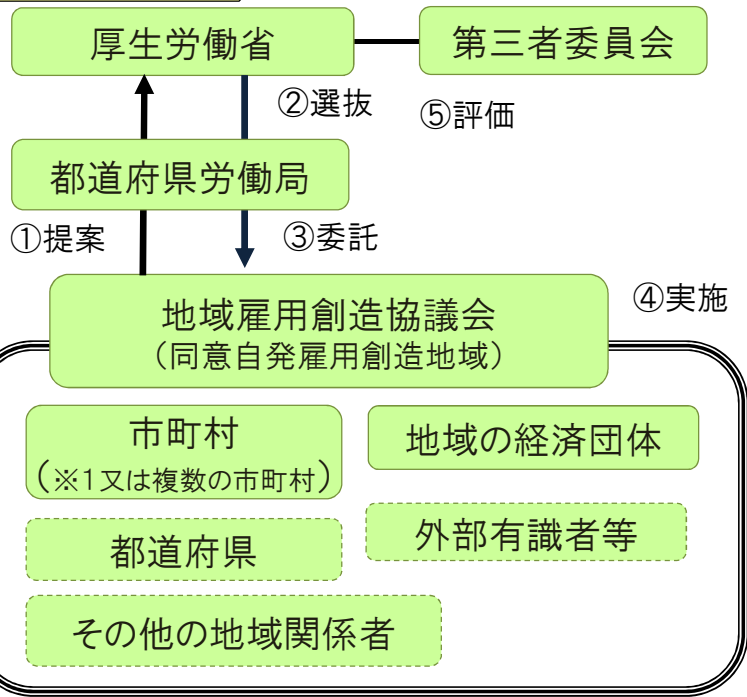 厚生労働省
第三者委員会
②選抜
⑤評価
都道府県労働局
①提案
③委託
地域雇用創造協議会
（同意自発雇用創造地域）
④実施
市町村
（※1又は複数の市町村）
地域の経済団体
都道府県
外部有識者等
その他の地域関係者